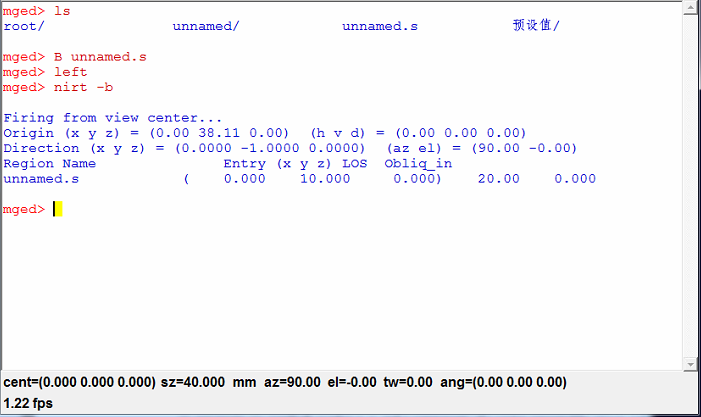 mged> ls
root/ unnamed/ unnamed.s 预设值/
mged> B unnamed.s
mged> left
mged> nirt -b
Firing from view center...
Origin (x y z) = (0.00 38.11 0.00) (h v d) = (0.00 0.00 0.00)
Direction (x y z) = (0.0000 -1.0000 0.0000) (az el) = (90.00 -0.00)
Region Name Entry (x y z) LOS Obliq_in
unnamed.s ( 0.000 10.000 0.000) 20.00 0.000
mged>
cent=(0.000 0.000 0.000) sz=40.000 mm az=90.00 el=-0.00 tw=0.00 ang=(0.00 0.00 0.00)
1.22 fps